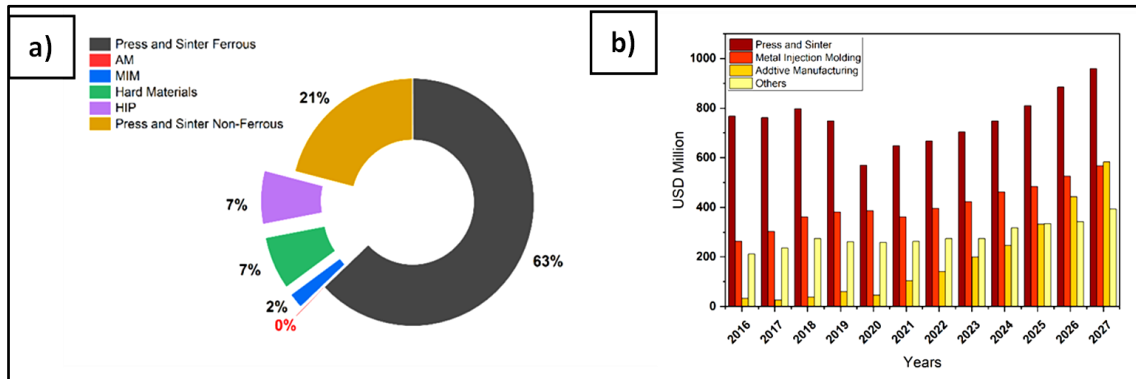 a)
Press and Sinter Ferrous
AM
MIM
Hard Materials
HIP
Press and Sinter Non-Ferrous
21%
7%
7%
2%
0%
63%
b)
Press and Sinter
Metal Injection Molding
Addtive Manufacturing
Others
1000
800
600
400
200
0
USD Million
2016 2017 2018 2019 2020 2021 2022 2023 2024 2025 2026 2027
Years